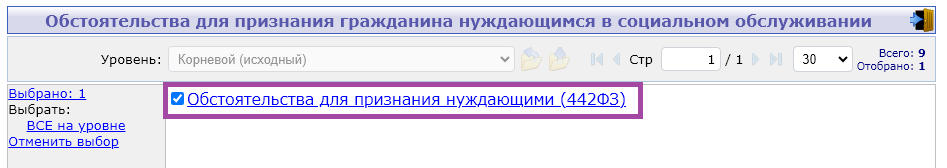 Обстоятельства для признания гражданина нуждающимся в социальном обслуживании
Уровень: Корневой (исходный) Стр 1 / 1 30 Всего: 9
Отобрано: 1
Выбрано: 1
Обстоятельства для признания нуждающими (442ФЗ)
Выбрать:
ВСЕ на уровне
Отменить выбор